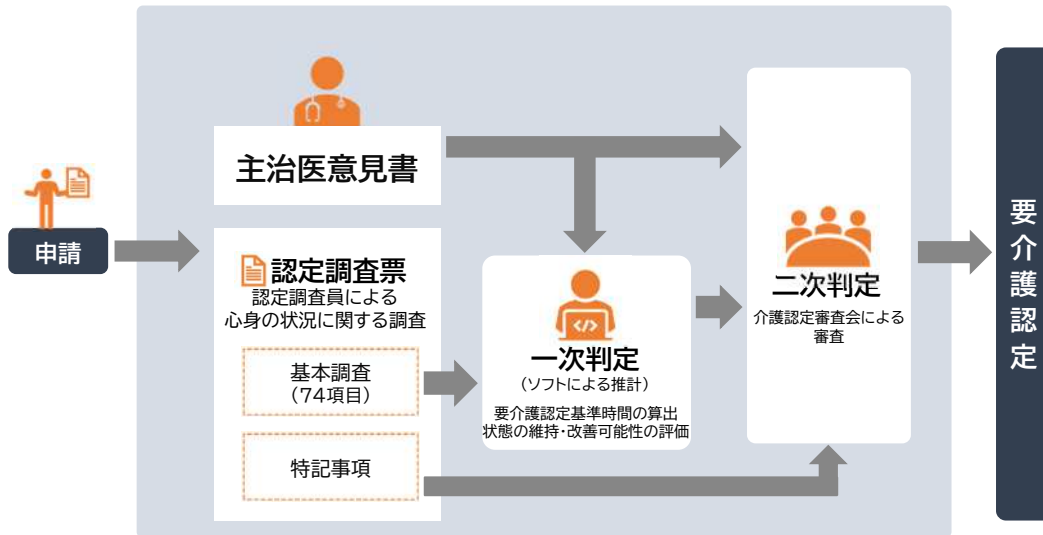 申請
主治医意見書
認定調査票
認定調査員による
心身の状況に関する調査
基本調査
(74項目)
特記事項
</>
一次判定
(ソフトによる推計)
要介護認定基準時間の算出
状態の維持・改善可能性の評価
二次判定
介護認定審査会による
審査
要介護認定